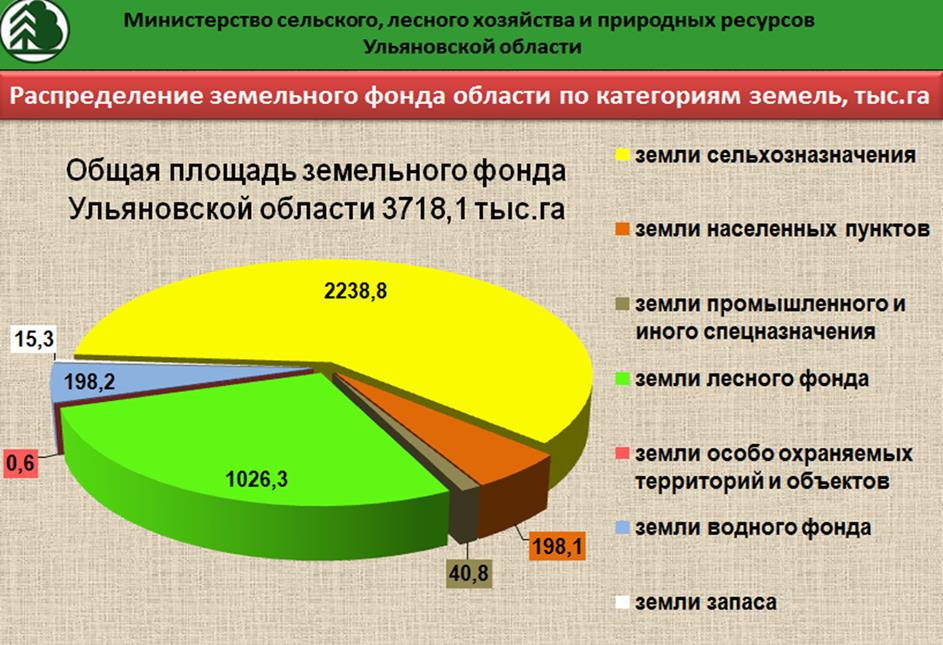 Министерство сельского, лесного хозяйства и природных ресурсов
Ульяновской области
Распределение земельного фонда области по категориям земель, тыс.га
Общая площадь земельного фонда
Ульяновской области 3718,1 тыс.га
2238,8
15,3
198,2
0,6
1026,3
198,1
40,8
земли сельхозназначения
земли населенных пунктов
земли промышленного и
иного спецназначения
земли лесного фонда
земли особо охраняемых
территорий и объектов
земли водного фонда
земли запаса